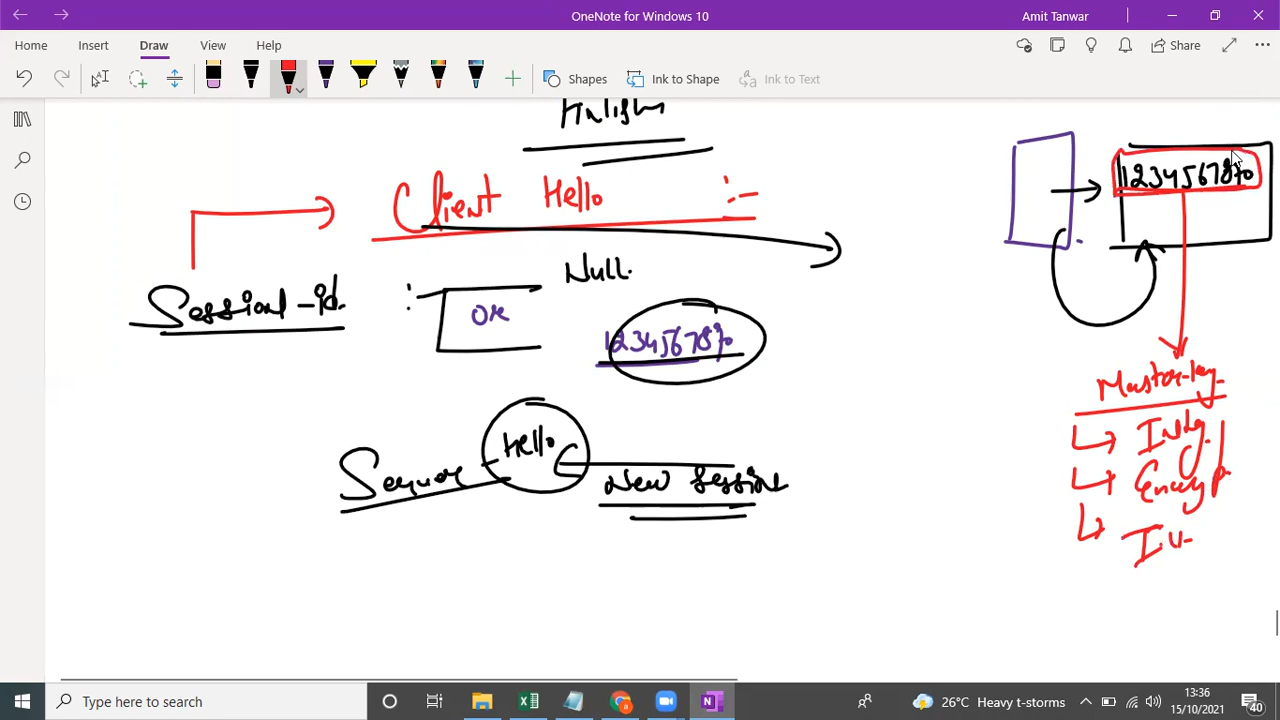 OneNote for Windows 10
Amit Tanwar
Home Insert Draw View Help
Share
Shapes
Ink to Shape
Ink to Text
Client Hello :-
Null.
Session-id. :
OR
1234567890
Hello
New Session
1234567890
Master-key
Integ.
Encryp
IV-
Type here to search
26°C Heavy t-storms
13:36
15/10/2021
40